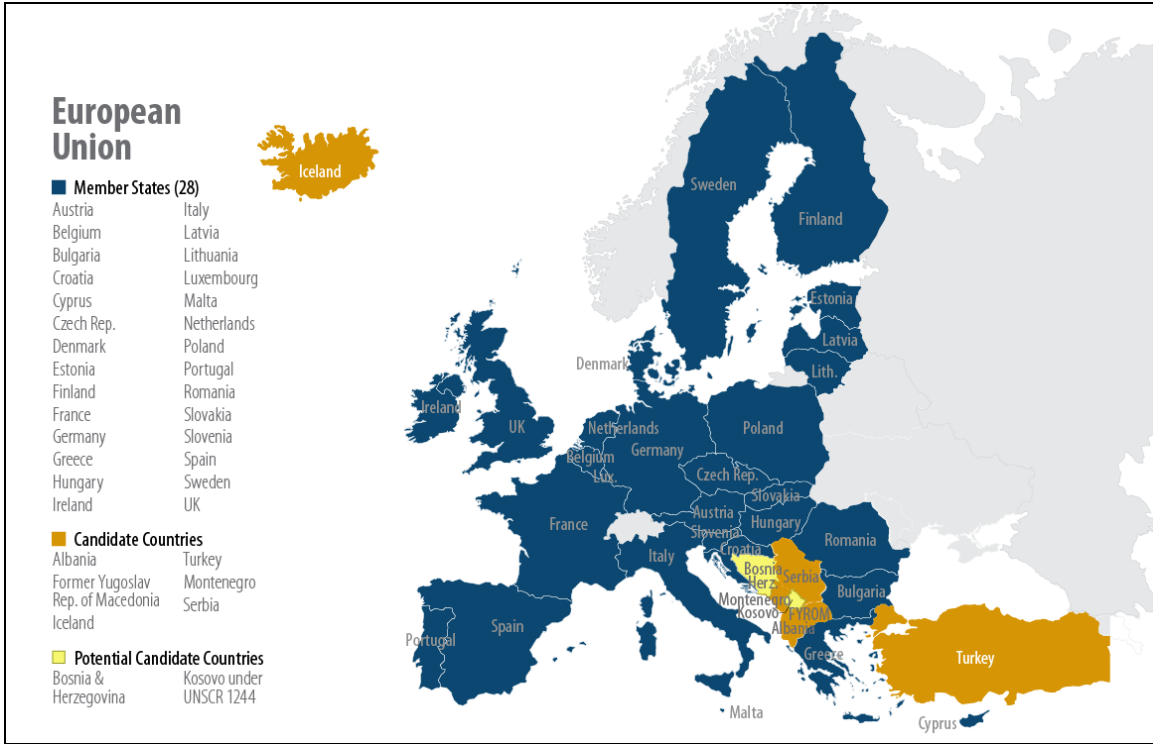 European
Union
Member States (28)
Austria Italy
Belgium Latvia
Bulgaria Lithuania
Croatia Luxembourg
Cyprus Malta
Czech Rep. Netherlands
Denmark Poland
Estonia Portugal
Finland Romania
France Slovakia
Germany Slovenia
Greece Spain
Hungary Sweden
Ireland UK
Candidate Countries
Albania Turkey
Former Yugoslav Montenegro
Rep. of Macedonia Serbia
Iceland
Potential Candidate Countries
Bosnia & Kosovo under
Herzegovina UNSCR 1244
Iceland
Sweden
Finland
Estonia
Latvia
Lith.
Denmark
Ireland
UK
Netherlands
Poland
Germany
Belgium
Lux.
Czech Rep.
Slovakia
France
Austria
Hungary
Slovenia
Romania
Croatia
Italy
Bosnia
Herz.
Serbia
Bulgaria
Montenegro
Kosovo
FYROM
Albania
Portugal
Spain
Greeze
Turkey
Malta
Cyprus